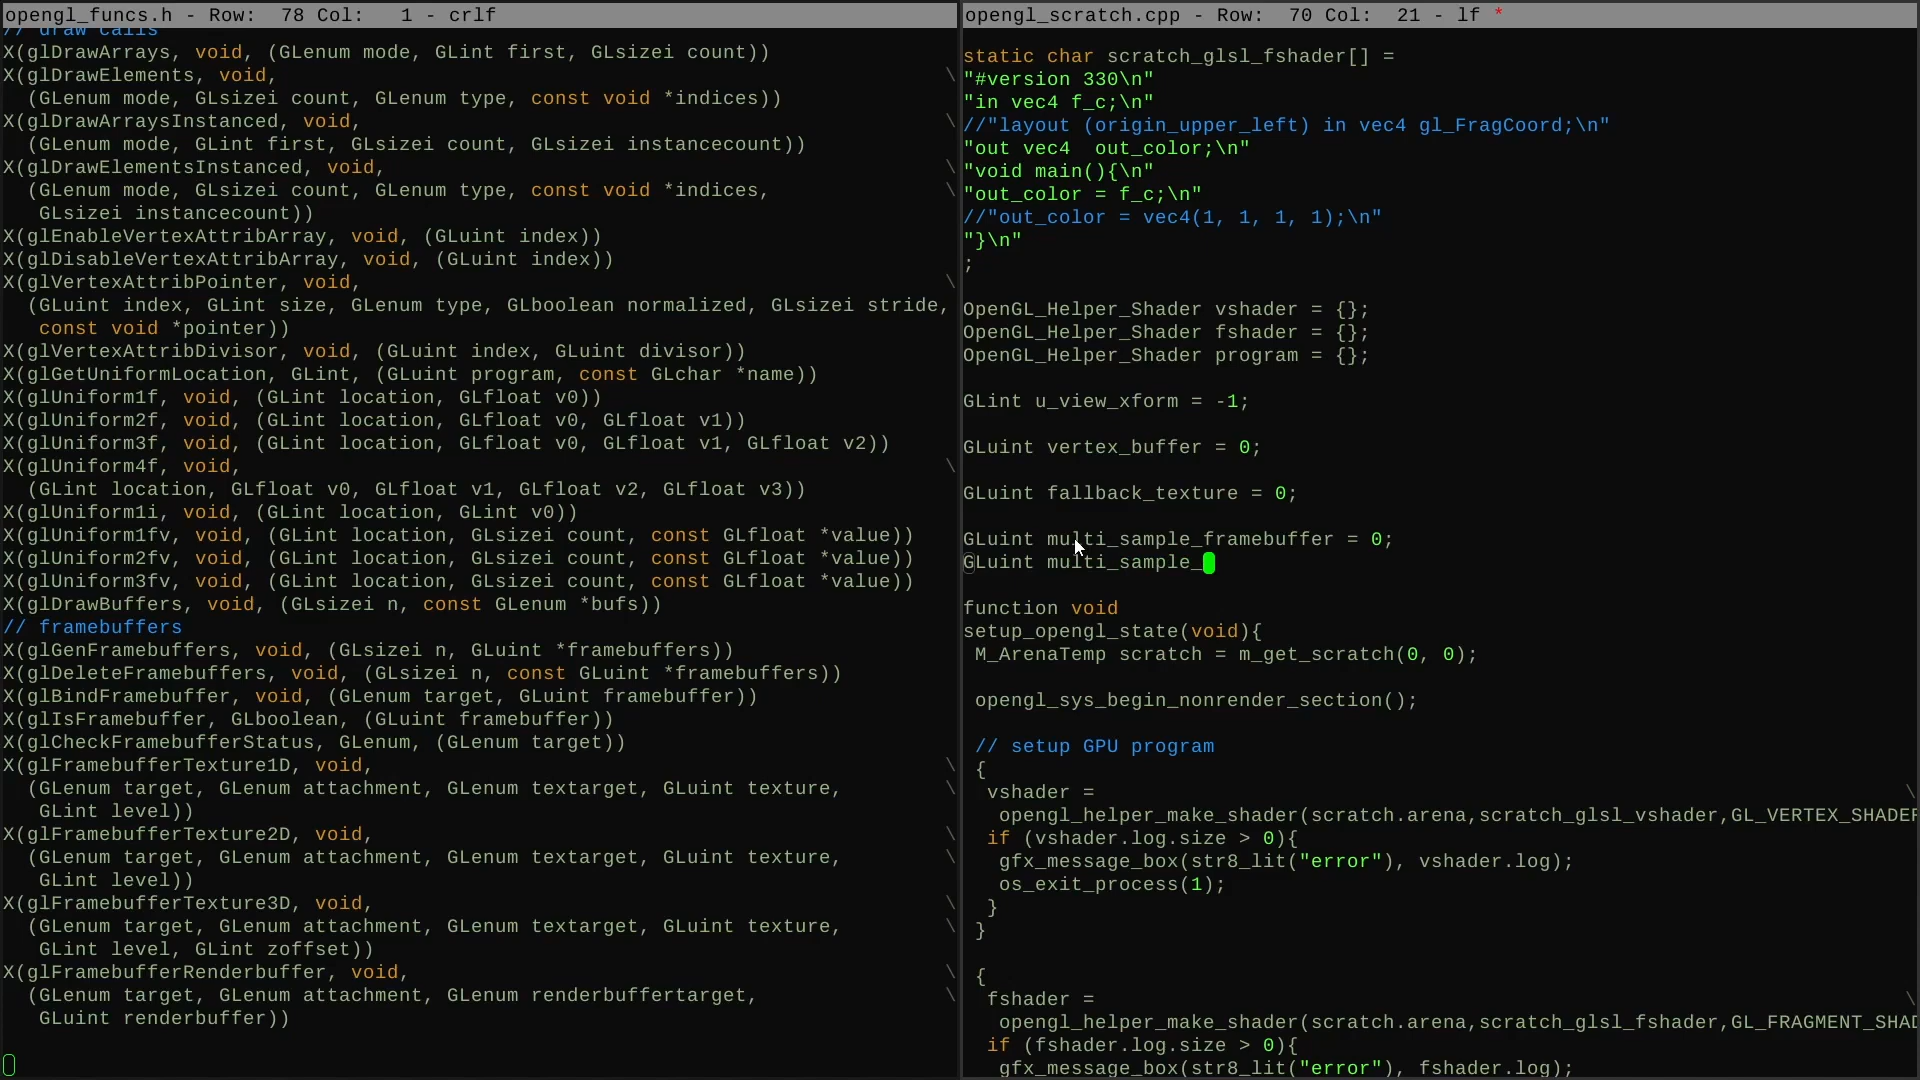 opengl_funcs.h - Row:  78 Col:   1 - crlf
// draw calls
X(glDrawArrays, void, (GLenum mode, GLint first, GLsizei count))
X(glDrawElements, void, \
(GLenum mode, GLsizei count, GLenum type, const void *indices))
X(glDrawArraysInstanced, void, \
(GLenum mode, GLint first, GLsizei count, GLsizei instancecount))
X(glDrawElementsInstanced, void, \
(GLenum mode, GLsizei count, GLenum type, const void *indices, \
GLsizei instancecount))
X(glEnableVertexAttribArray, void, (GLuint index))
X(glDisableVertexAttribArray, void, (GLuint index))
X(glVertexAttribPointer, void, \
(GLuint index, GLint size, GLenum type, GLboolean normalized, GLsizei stride,
const void *pointer))
X(glVertexAttribDivisor, void, (GLuint index, GLuint divisor))
X(glGetUniformLocation, GLint, (GLuint program, const GLchar *name))
X(glUniform1f, void, (GLint location, GLfloat v0))
X(glUniform2f, void, (GLint location, GLfloat v0, GLfloat v1))
X(glUniform3f, void, (GLint location, GLfloat v0, GLfloat v1, GLfloat v2))
X(glUniform4f, void, \
(GLint location, GLfloat v0, GLfloat v1, GLfloat v2, GLfloat v3))
X(glUniform1i, void, (GLint location, GLint v0))
X(glUniform1fv, void, (GLint location, GLsizei count, const GLfloat *value))
X(glUniform2fv, void, (GLint location, GLsizei count, const GLfloat *value))
X(glUniform3fv, void, (GLint location, GLsizei count, const GLfloat *value))
X(glDrawBuffers, void, (GLsizei n, const GLenum *bufs))
// framebuffers
X(glGenFramebuffers, void, (GLsizei n, GLuint *framebuffers))
X(glDeleteFramebuffers, void, (GLsizei n, const GLuint *framebuffers))
X(glBindFramebuffer, void, (GLenum target, GLuint framebuffer))
X(glIsFramebuffer, GLboolean, (GLuint framebuffer))
X(glCheckFramebufferStatus, GLenum, (GLenum target))
X(glFramebufferTexture1D, void, \
(GLenum target, GLenum attachment, GLenum textarget, GLuint texture, \
GLint level))
X(glFramebufferTexture2D, void, \
(GLenum target, GLenum attachment, GLenum textarget, GLuint texture, \
GLint level))
X(glFramebufferTexture3D, void, \
(GLenum target, GLenum attachment, GLenum textarget, GLuint texture, \
GLint level, GLint zoffset))
X(glFramebufferRenderbuffer, void, \
(GLenum target, GLenum attachment, GLenum renderbuffertarget, \
GLuint renderbuffer))
opengl_scratch.cpp - Row:  70 Col:  21 - lf *
static char scratch_glsl_fshader[] =
"#version 330\n"
"in vec4 f_c;\n"
//"layout (origin_upper_left) in vec4 gl_FragCoord;\n"
"out vec4  out_color;\n"
"void main(){\n"
"out_color = f_c;\n"
//"out_color = vec4(1, 1, 1, 1);\n"
"}\n"
;
OpenGL_Helper_Shader vshader = {};
OpenGL_Helper_Shader fshader = {};
OpenGL_Helper_Shader program = {};
GLint u_view_xform = -1;
GLuint vertex_buffer = 0;
GLuint fallback_texture = 0;
GLuint multi_sample_framebuffer = 0;
GLuint multi_sample_
function void
setup_opengl_state(void){
M_ArenaTemp scratch = m_get_scratch(0, 0);
opengl_sys_begin_nonrender_section();
// setup GPU program
{
vshader = \
opengl_helper_make_shader(scratch.arena,scratch_glsl_vshader,GL_VERTEX_SHADER
if (vshader.log.size > 0){
gfx_message_box(str8_lit("error"), vshader.log);
os_exit_process(1);
}
}
{
fshader = \
opengl_helper_make_shader(scratch.arena,scratch_glsl_fshader,GL_FRAGMENT_SHAD
if (fshader.log.size > 0){
gfx_message_box(str8_lit("error"), fshader.log);